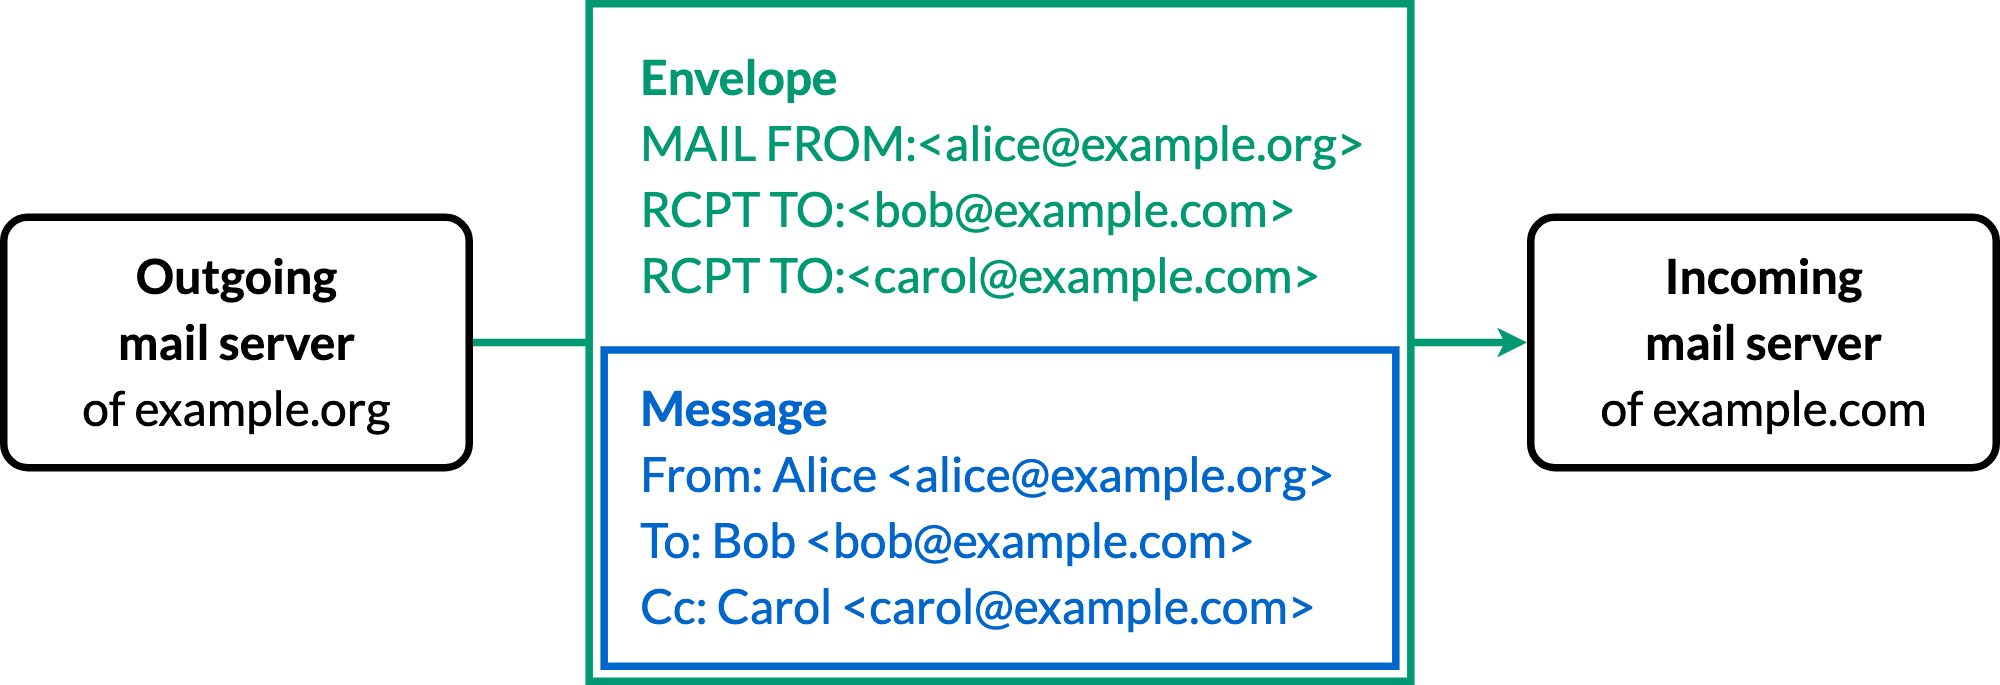 Outgoing
mail server
of example.org
Envelope
MAIL FROM:<alice@example.org>
RCPT TO:<bob@example.com>
RCPT TO:<carol@example.com>
Message
From: Alice <alice@example.org>
To: Bob <bob@example.com>
Cc: Carol <carol@example.com>
Incoming
mail server
of example.com